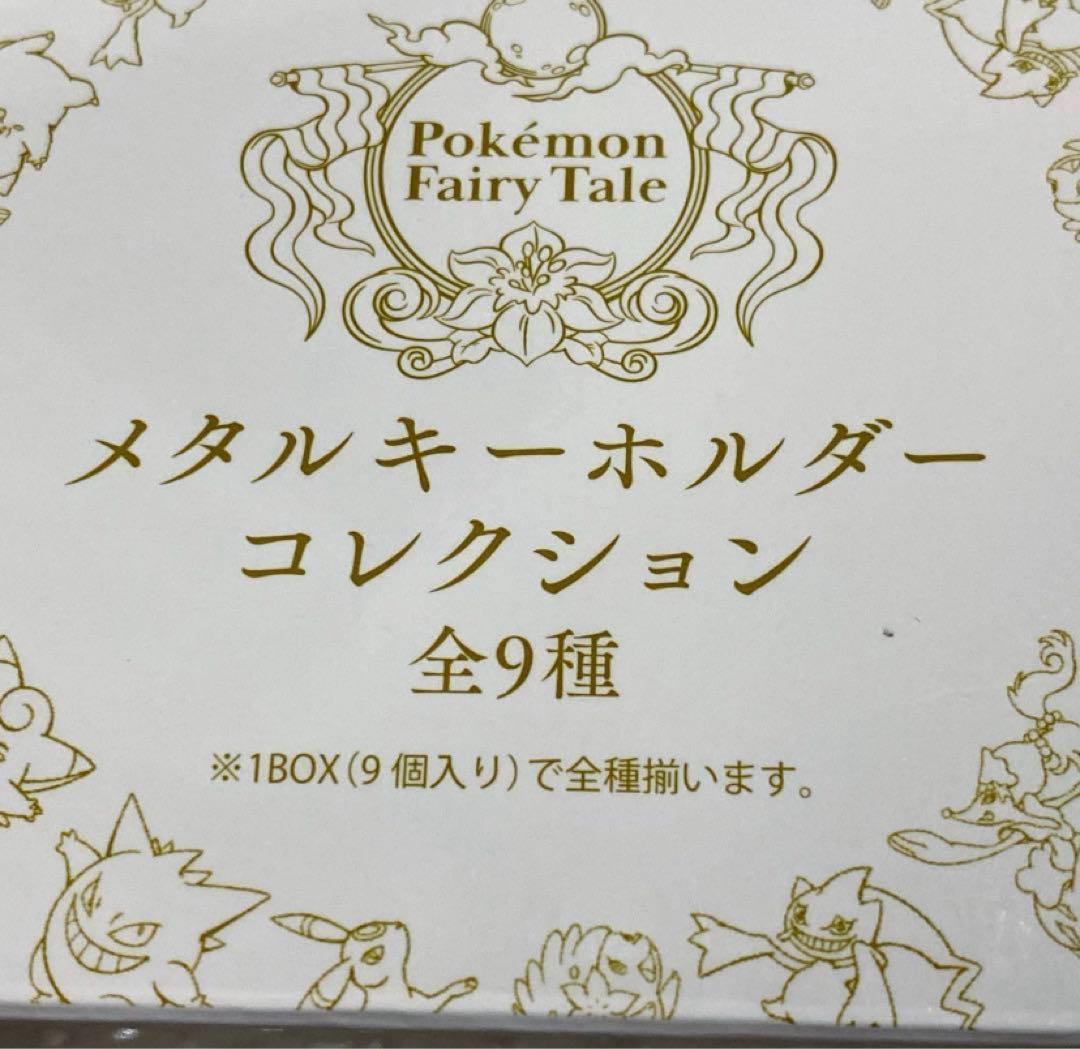 Pokémon
Fairy Tale
メタルキーホルダー
コレクション
全9種
※1BOX(9個入り)で全種揃います。